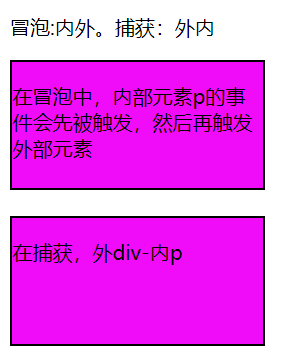 冒泡:内外。捕获：外内
在冒泡中，内部元素p的事
件会先被触发，然后再触发
外部元素
在捕获，外div-内p